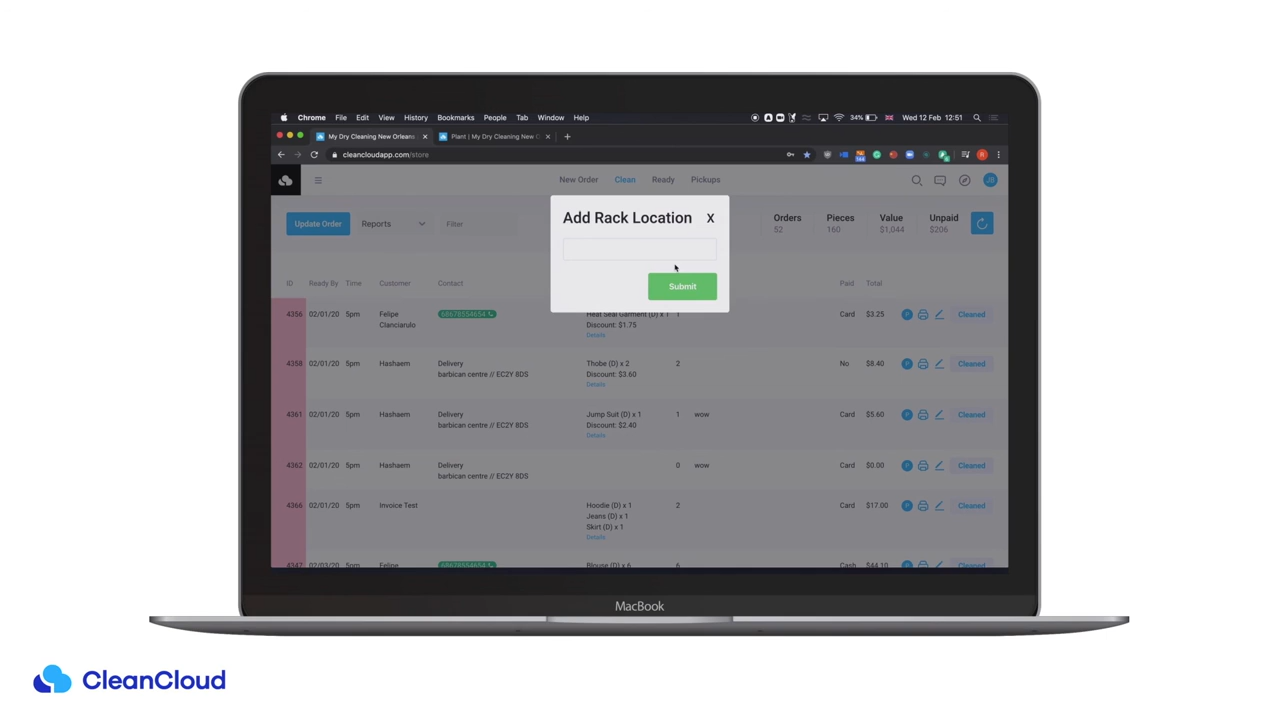 Chrome File Edit View History Bookmarks People Tab Window Help 34% Wed 12 Feb 12:51
My Dry Cleaning New Orleans Plant | My Dry Cleaning New O
cleancloudapp.com/store
New Order Clean Ready Pickups JB
Update Order Reports Filter Orders Pieces Value Unpaid
52 160 $1,044 $206
Add Rack Location X
Submit
ID Ready By Time Customer Contact Paid Total
4356 02/01/20 5pm Felipe 68678554654 Heat Seal Garment (D) x 1 1 Card $3.25 P Cleaned
Clanciarulo Discount: $1.75
Details
4358 02/01/20 5pm Hashaem Delivery Thobe (D) x 2 2 No $8.40 P Cleaned
barbican centre // EC2Y 8DS Discount: $3.60
Details
4361 02/01/20 5pm Hashaem Delivery Jump Suit (D) x 1 1 wow Card $5.60 P Cleaned
barbican centre // EC2Y 8DS Discount: $2.40
Details
4362 02/01/20 5pm Hashaem Delivery 0 wow Card $0.00 P Cleaned
barbican centre // EC2Y 8DS
4366 02/01/20 5pm Invoice Test Hoodie (D) x 1 2 Card $17.00 P Cleaned
Jeans (D) x 1
Skirt (D) x 1
Details
4347 02/03/20 5pm Felipe 68678554654 Blouse (D) x 6 6 Cash $44.10 P Cleaned
MacBook
CleanCloud